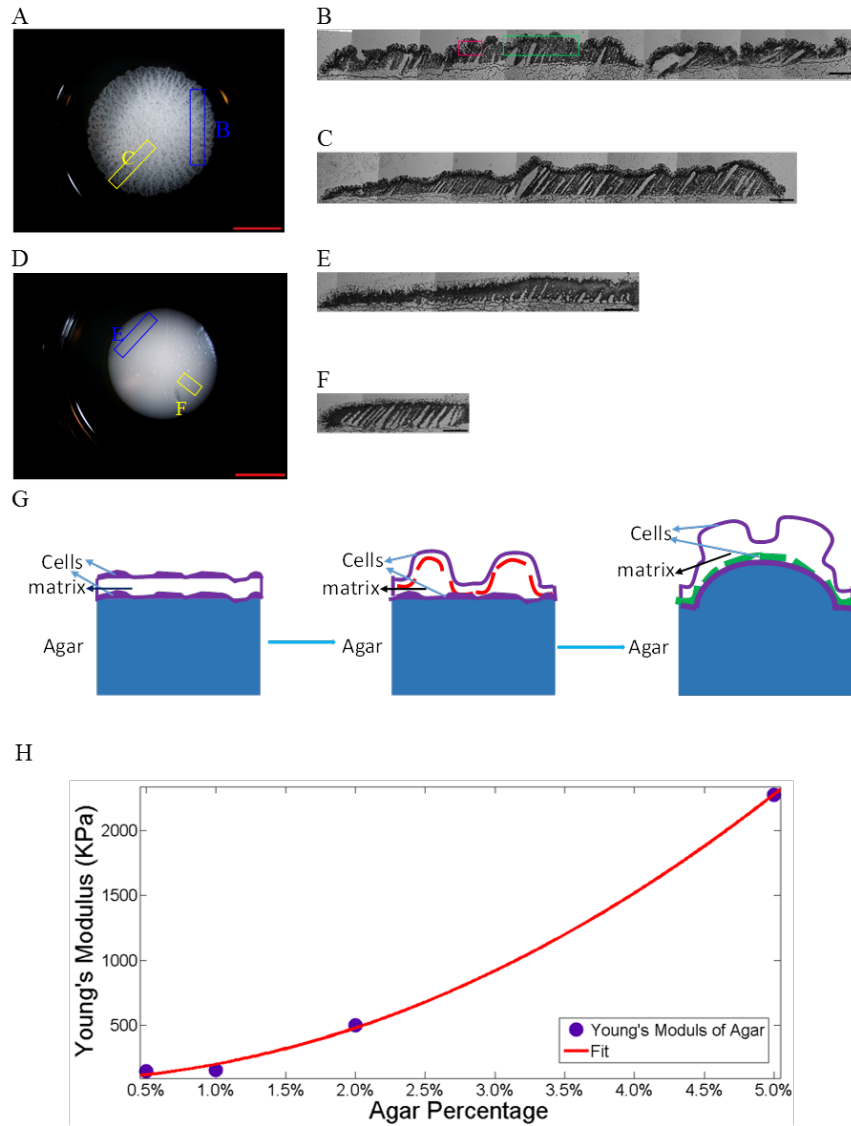 A
B
B
C
C
D
E
E
F
F
G
Cells
matrix
Agar
Cells
matrix
Agar
Cells
matrix
Agar
H
Young's Modulus (KPa)
2000
1500
1000
500
0.5%
1.0%
1.5%
2.0%
2.5%
3.0%
3.5%
4.0%
4.5%
5.0%
Agar Percentage
Young's Moduls of Agar
Fit